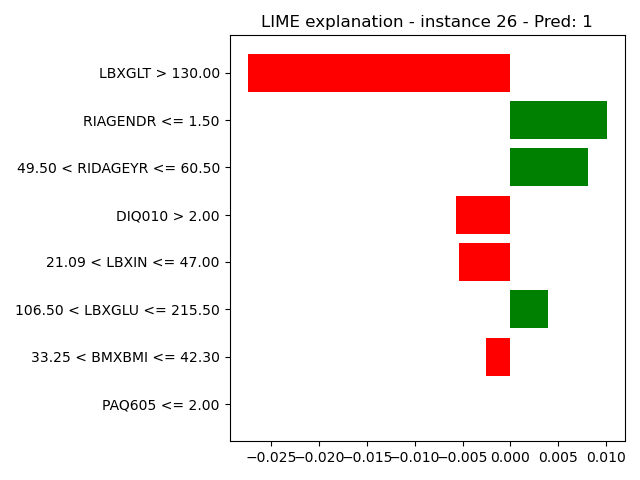 LIME explanation - instance 26 - Pred: 1
LBXGLT > 130.00
RIAGENDR <= 1.50
49.50 < RIDAGEYR <= 60.50
DIQ010 > 2.00
21.09 < LBXIN <= 47.00
106.50 < LBXGLU <= 215.50
33.25 < BMXBMI <= 42.30
PAQ605 <= 2.00
−0.025 −0.020 −0.015 −0.010 −0.005 0.000 0.005 0.010